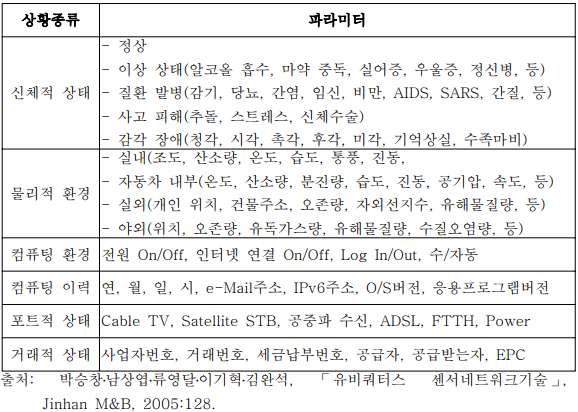 상황종류 파라미터
신체적 상태
- 정상
- 이상 상태(알코올 흡수, 마약 중독, 실어증, 우울증, 정신병, 등)
- 질환 발병(감기, 당뇨, 간염, 임신, 비만, AIDS, SARS, 간질, 등)
- 사고 피해(추돌, 스트레스, 신체수술)
- 감각 장애(청각, 시각, 촉각, 후각, 미각, 기억상실, 수족마비)
물리적 환경
- 실내(조도, 산소량, 온도, 습도, 통풍, 진동,
- 자동차 내부(온도, 산소량, 분진량, 습도, 진동, 공기압, 속도, 등)
- 실외(개인 위치, 건물주소, 오존량, 자외선지수, 유해물질량, 등)
- 야외(위치, 오존량, 유독가스량, 유해물질량, 수질오염량, 등)
컴퓨팅 환경 전원 On/Off, 인터넷 연결 On/Off, Log In/Out, 수/자동
컴퓨팅 이력 연, 월, 일, 시, e-Mail주소, IPv6주소, O/S버전, 응용프로그램버전
포트적 상태 Cable TV, Satellite STB, 공중파 수신, ADSL, FTTH, Power
거래적 상태 사업자번호, 거래번호, 세금납부번호, 공급자, 공급받는자, EPC
출처: 박승창·남상엽·류영달·이기혁·김완석, 「유비쿼터스 센서네트워크기술」,
Jinhan M&B, 2005:128.